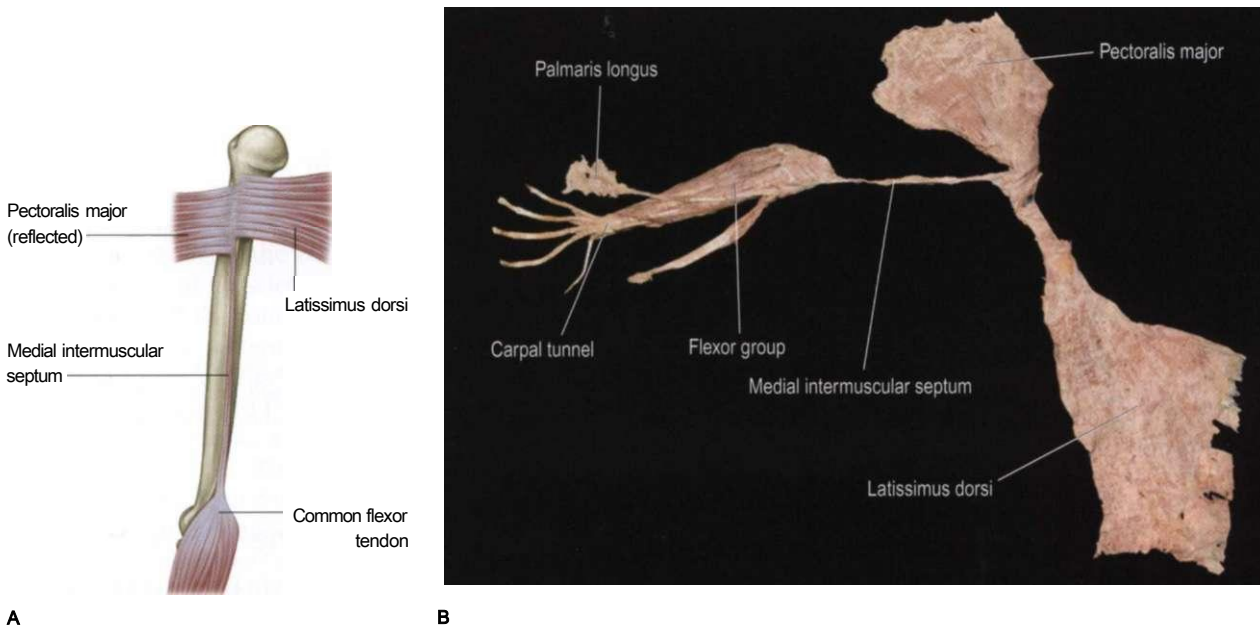 Pectoralis major
(reflected)
Latissimus dorsi
Medial intermuscular
septum
Common flexor
tendon
A
Palmaris longus
Pectoralis major
Carpal tunnel
Flexor group
Medial intermuscular septum
Latissimus dorsi
B